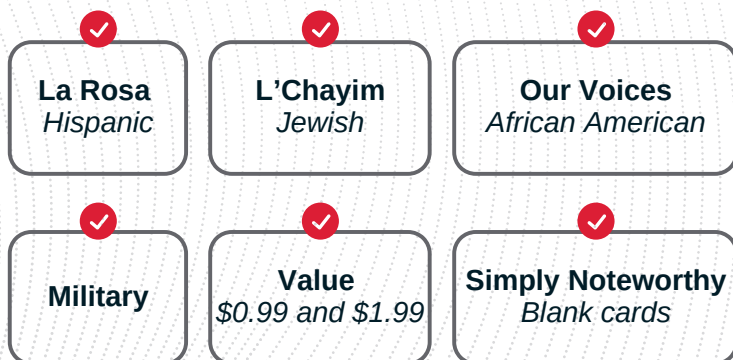 La Rosa
Hispanic
L’Chayim
Jewish
Our Voices
African American
Military
Value
$0.99 and $1.99
Simply Noteworthy
Blank cards